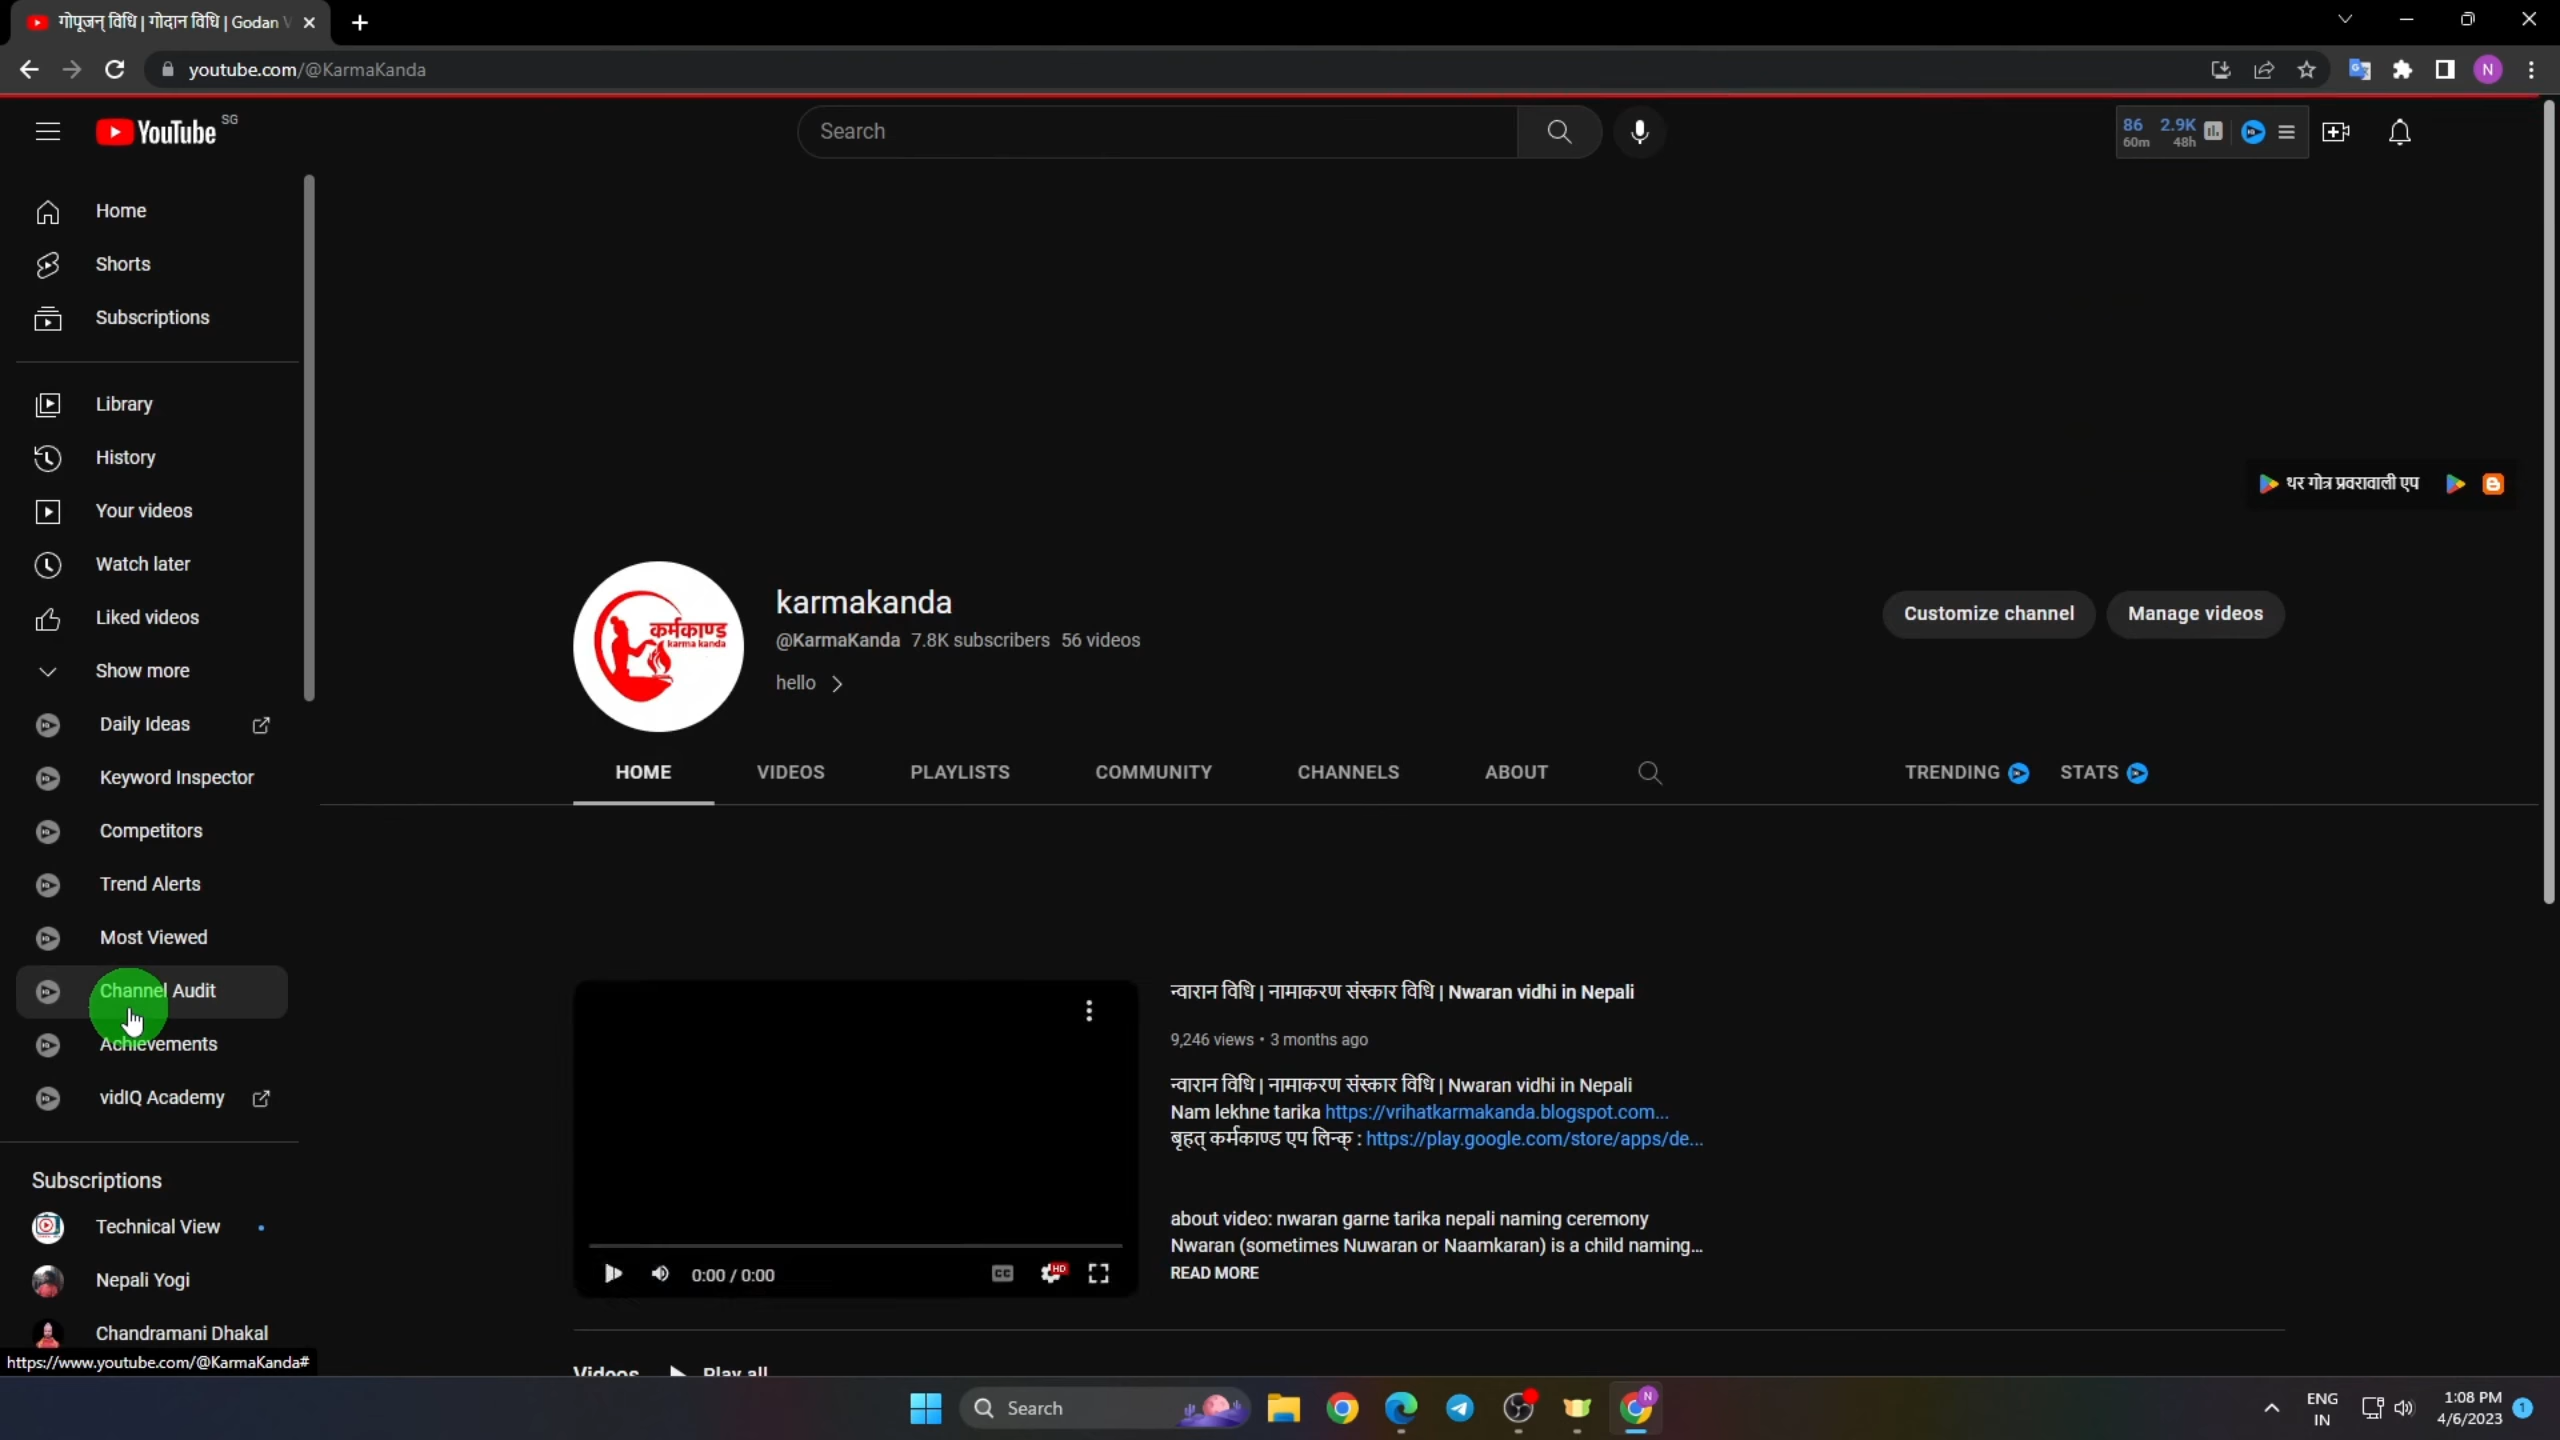 गोपूजन् विधि | गोदान विधि | Godan V
youtube.com/@KarmaKanda
N
YouTube SG
Search
86 2.9K
60m 48h
Home
Shorts
Subscriptions
Library
History
Your videos
Watch later
Liked videos
Show more
Daily Ideas
Keyword Inspector
Competitors
Trend Alerts
Most Viewed
Channel Audit
Achievements
vidIQ Academy
Subscriptions
Technical View
Nepali Yogi
Chandramani Dhakal
https://www.youtube.com/@KarmaKanda#
थर गोत्र प्रवरावाली एप
कर्मकाण्ड
karma kanda
karmakanda
@KarmaKanda 7.8K subscribers 56 videos
hello
Customize channel
Manage videos
HOME VIDEOS PLAYLISTS COMMUNITY CHANNELS ABOUT TRENDING STATS
0:00 / 0:00 CC HD
न्वारान विधि | नामाकरण संस्कार विधि | Nwaran vidhi in Nepali
9,246 views • 3 months ago
न्वारान विधि | नामाकरण संस्कार विधि | Nwaran vidhi in Nepali
Nam lekhne tarika https://vrihatkarmakanda.blogspot.com...
बृहत् कर्मकाण्ड एप लिन्क् : https://play.google.com/store/apps/de...
about video: nwaran garne tarika nepali naming ceremony
Nwaran (sometimes Nuwaran or Naamkaran) is a child naming...
READ MORE
Videos Play all
Search
N
ENG
IN
1:08 PM
4/6/2023
1